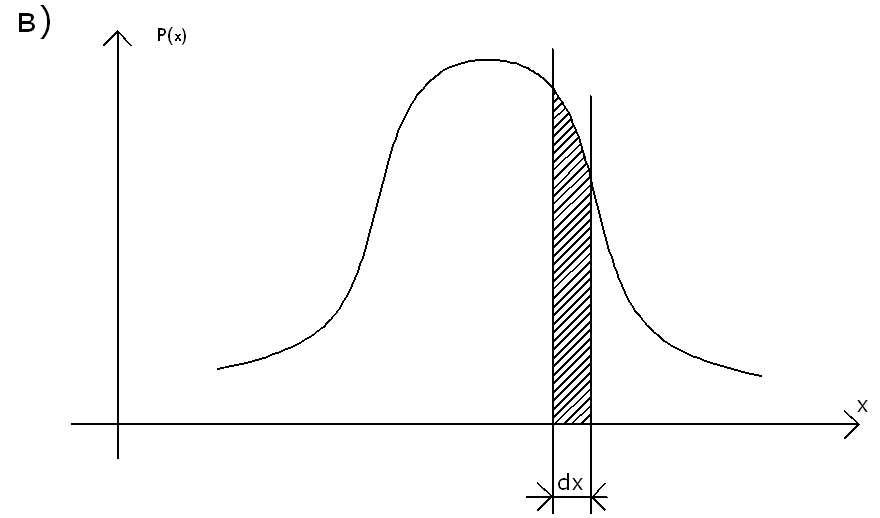 в)
P(x)
x
dx